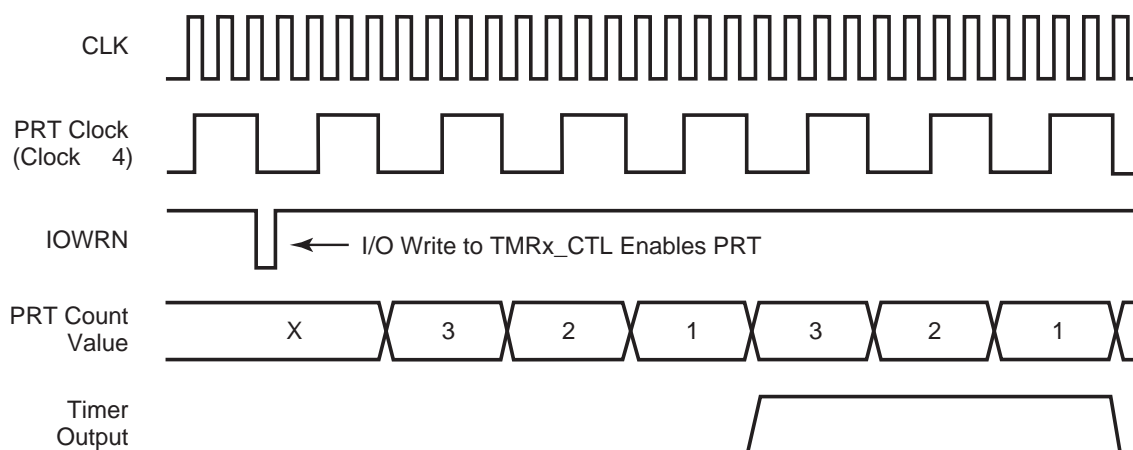 CLK
PRT Clock
(Clock 4)
IOWRN
I/O Write to TMRx_CTL Enables PRT
PRT Count
Value
X 3 2 1 3 2 1
Timer
Output